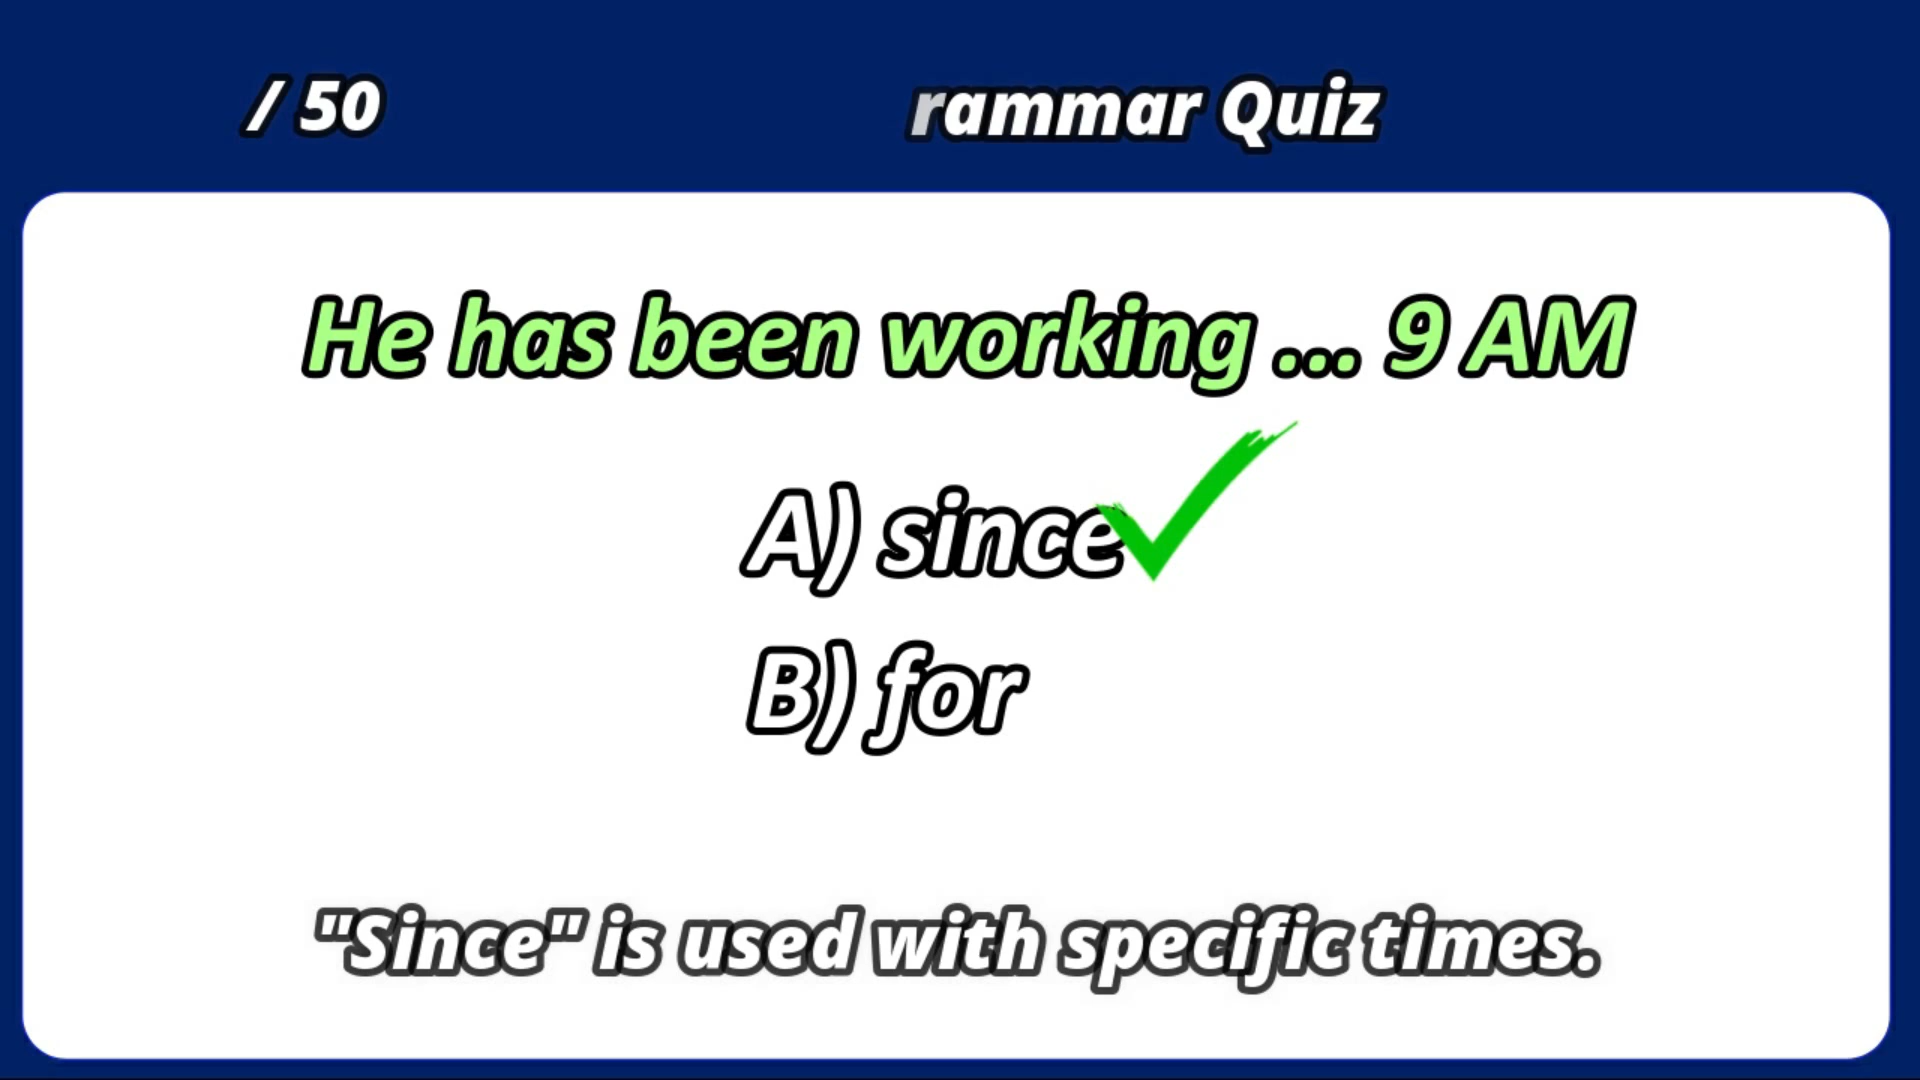 / 50
rammar Quiz
He has been working ... 9 AM
A) since
B) for
"Since" is used with specific times.